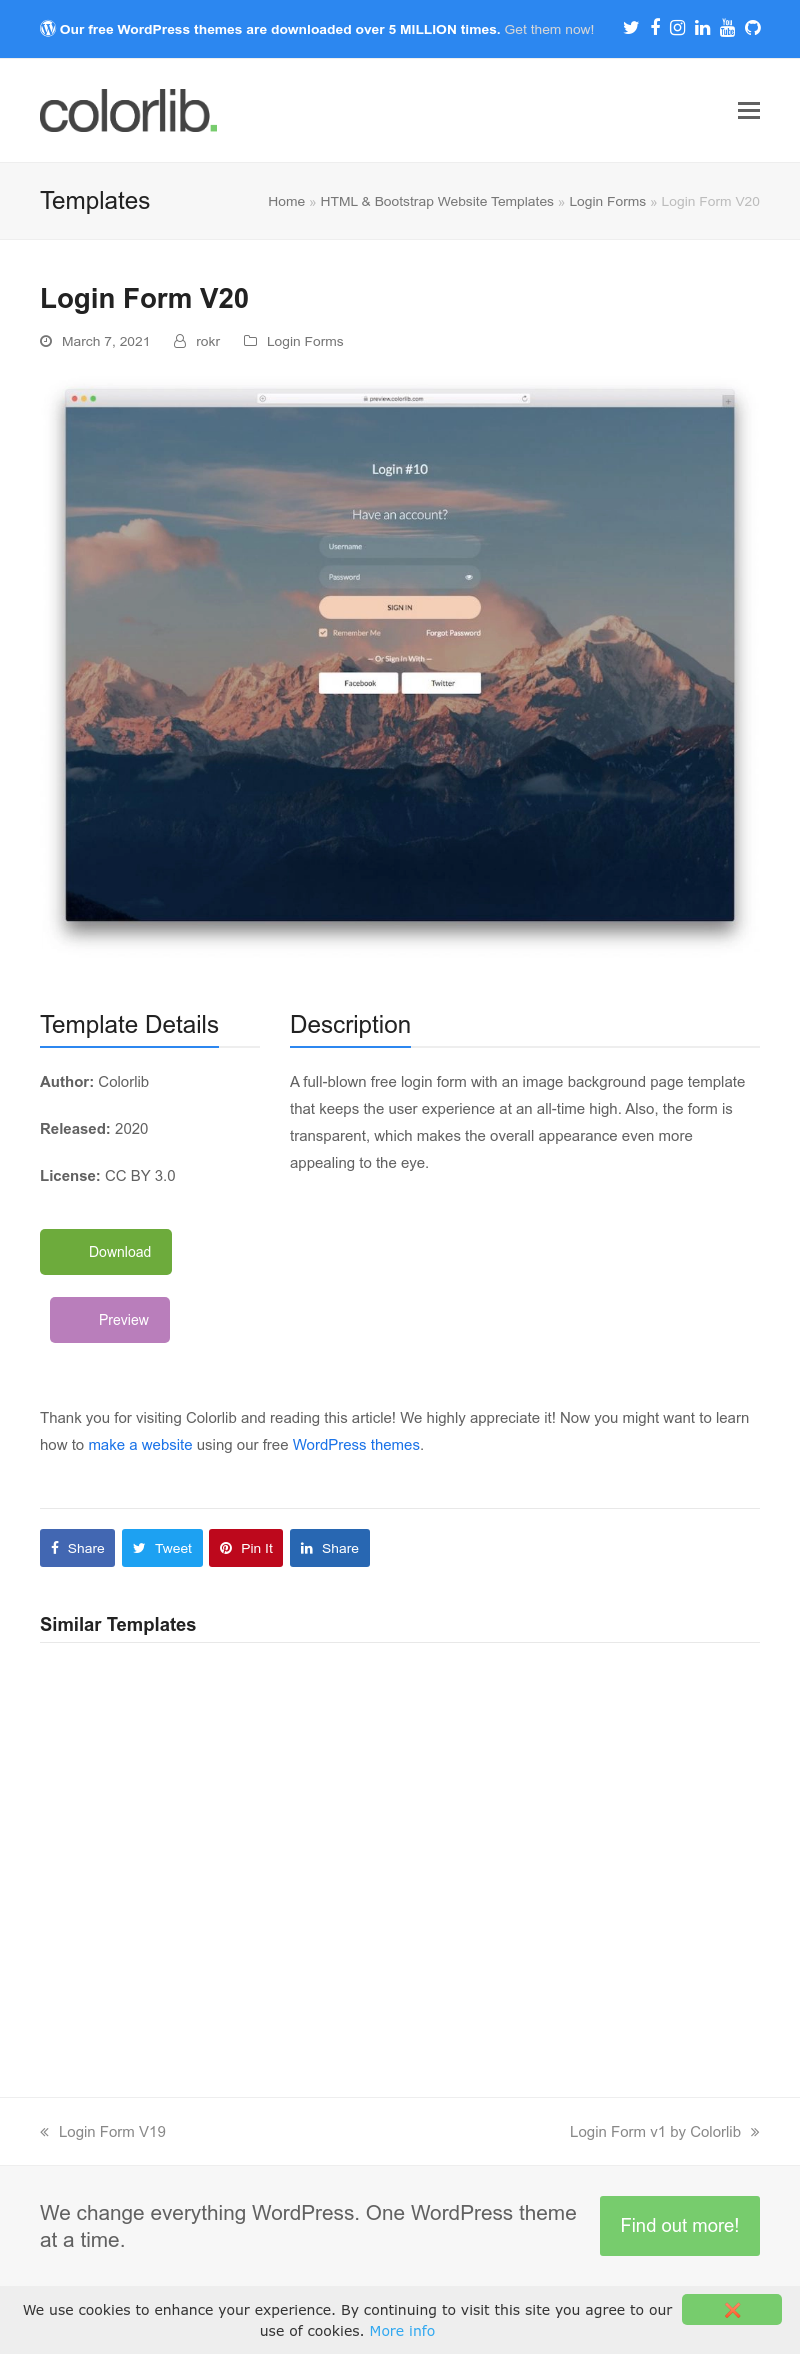 Our free WordPress themes are downloaded over 5 MILLION times. Get them now!
colorlib.
Templates
Home » HTML & Bootstrap Website Templates » Login Forms » Login Form V20
Login Form V20
March 7, 2021 rokr Login Forms
preview.colorlib.com
Login #10
Have an account?
Username
Password
SIGN IN
Remember Me Forgot Password
— Or Sign In With —
Facebook Twitter
Template Details
Author: Colorlib
Released: 2020
License: CC BY 3.0
Download
Preview
Description
A full-blown free login form with an image background page template
that keeps the user experience at an all-time high. Also, the form is
transparent, which makes the overall appearance even more
appealing to the eye.
Thank you for visiting Colorlib and reading this article! We highly appreciate it! Now you might want to learn
how to make a website using our free WordPress themes.
Share Tweet Pin It Share
Similar Templates
« Login Form V19
Login Form v1 by Colorlib »
We change everything WordPress. One WordPress theme
at a time.
Find out more!
We use cookies to enhance your experience. By continuing to visit this site you agree to our
use of cookies. More info